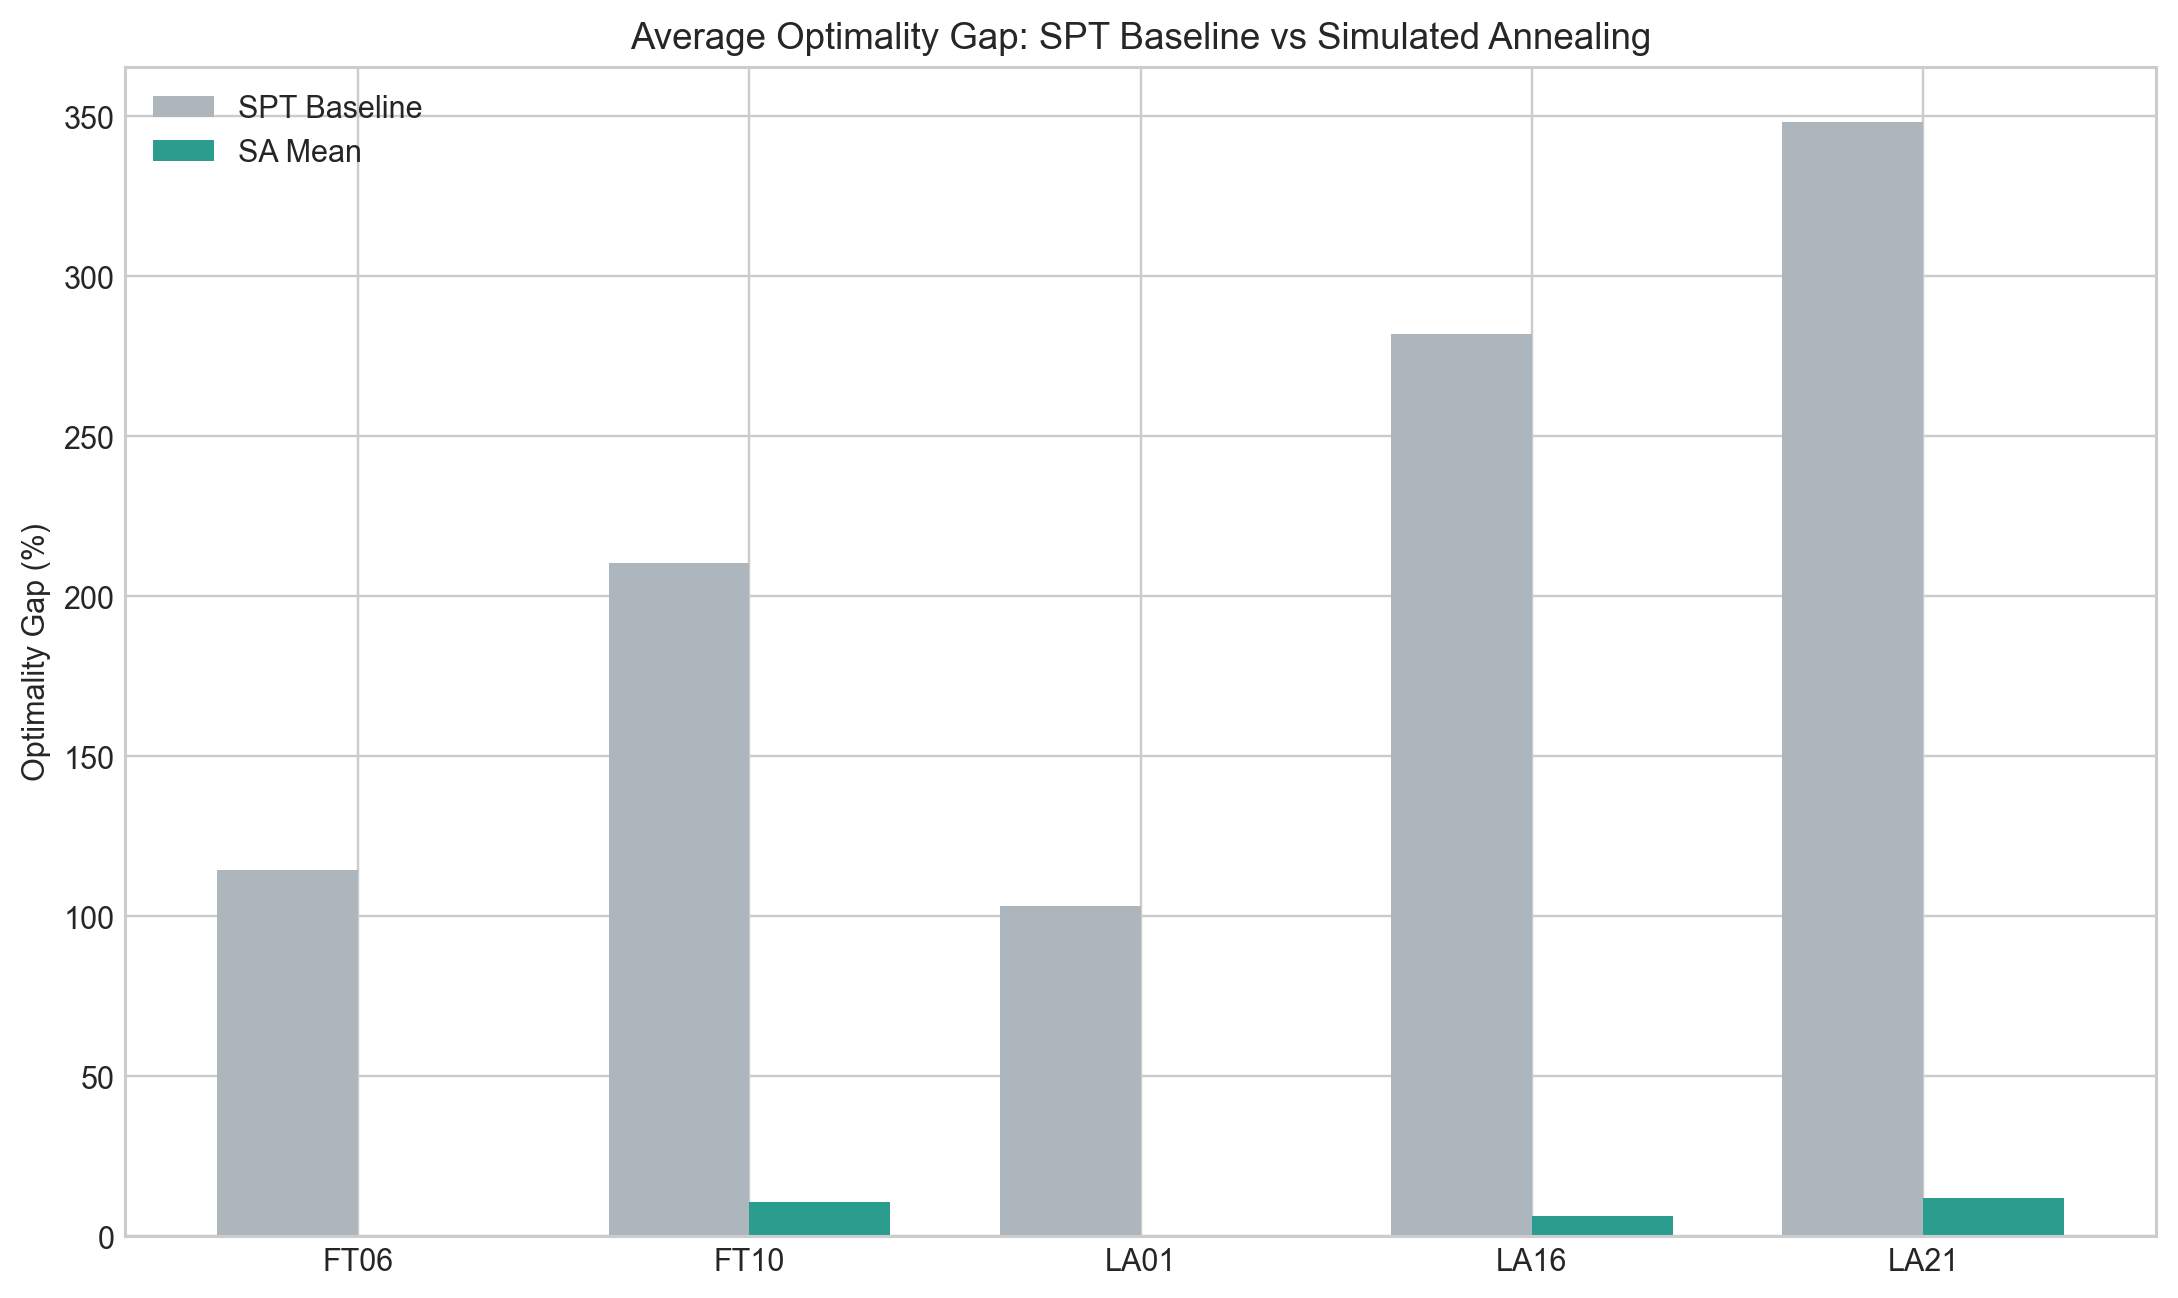 Average Optimality Gap: SPT Baseline vs Simulated Annealing
SPT Baseline
SA Mean
Optimality Gap (%)
350
300
250
200
150
100
50
0
FT06 FT10 LA01 LA16 LA21